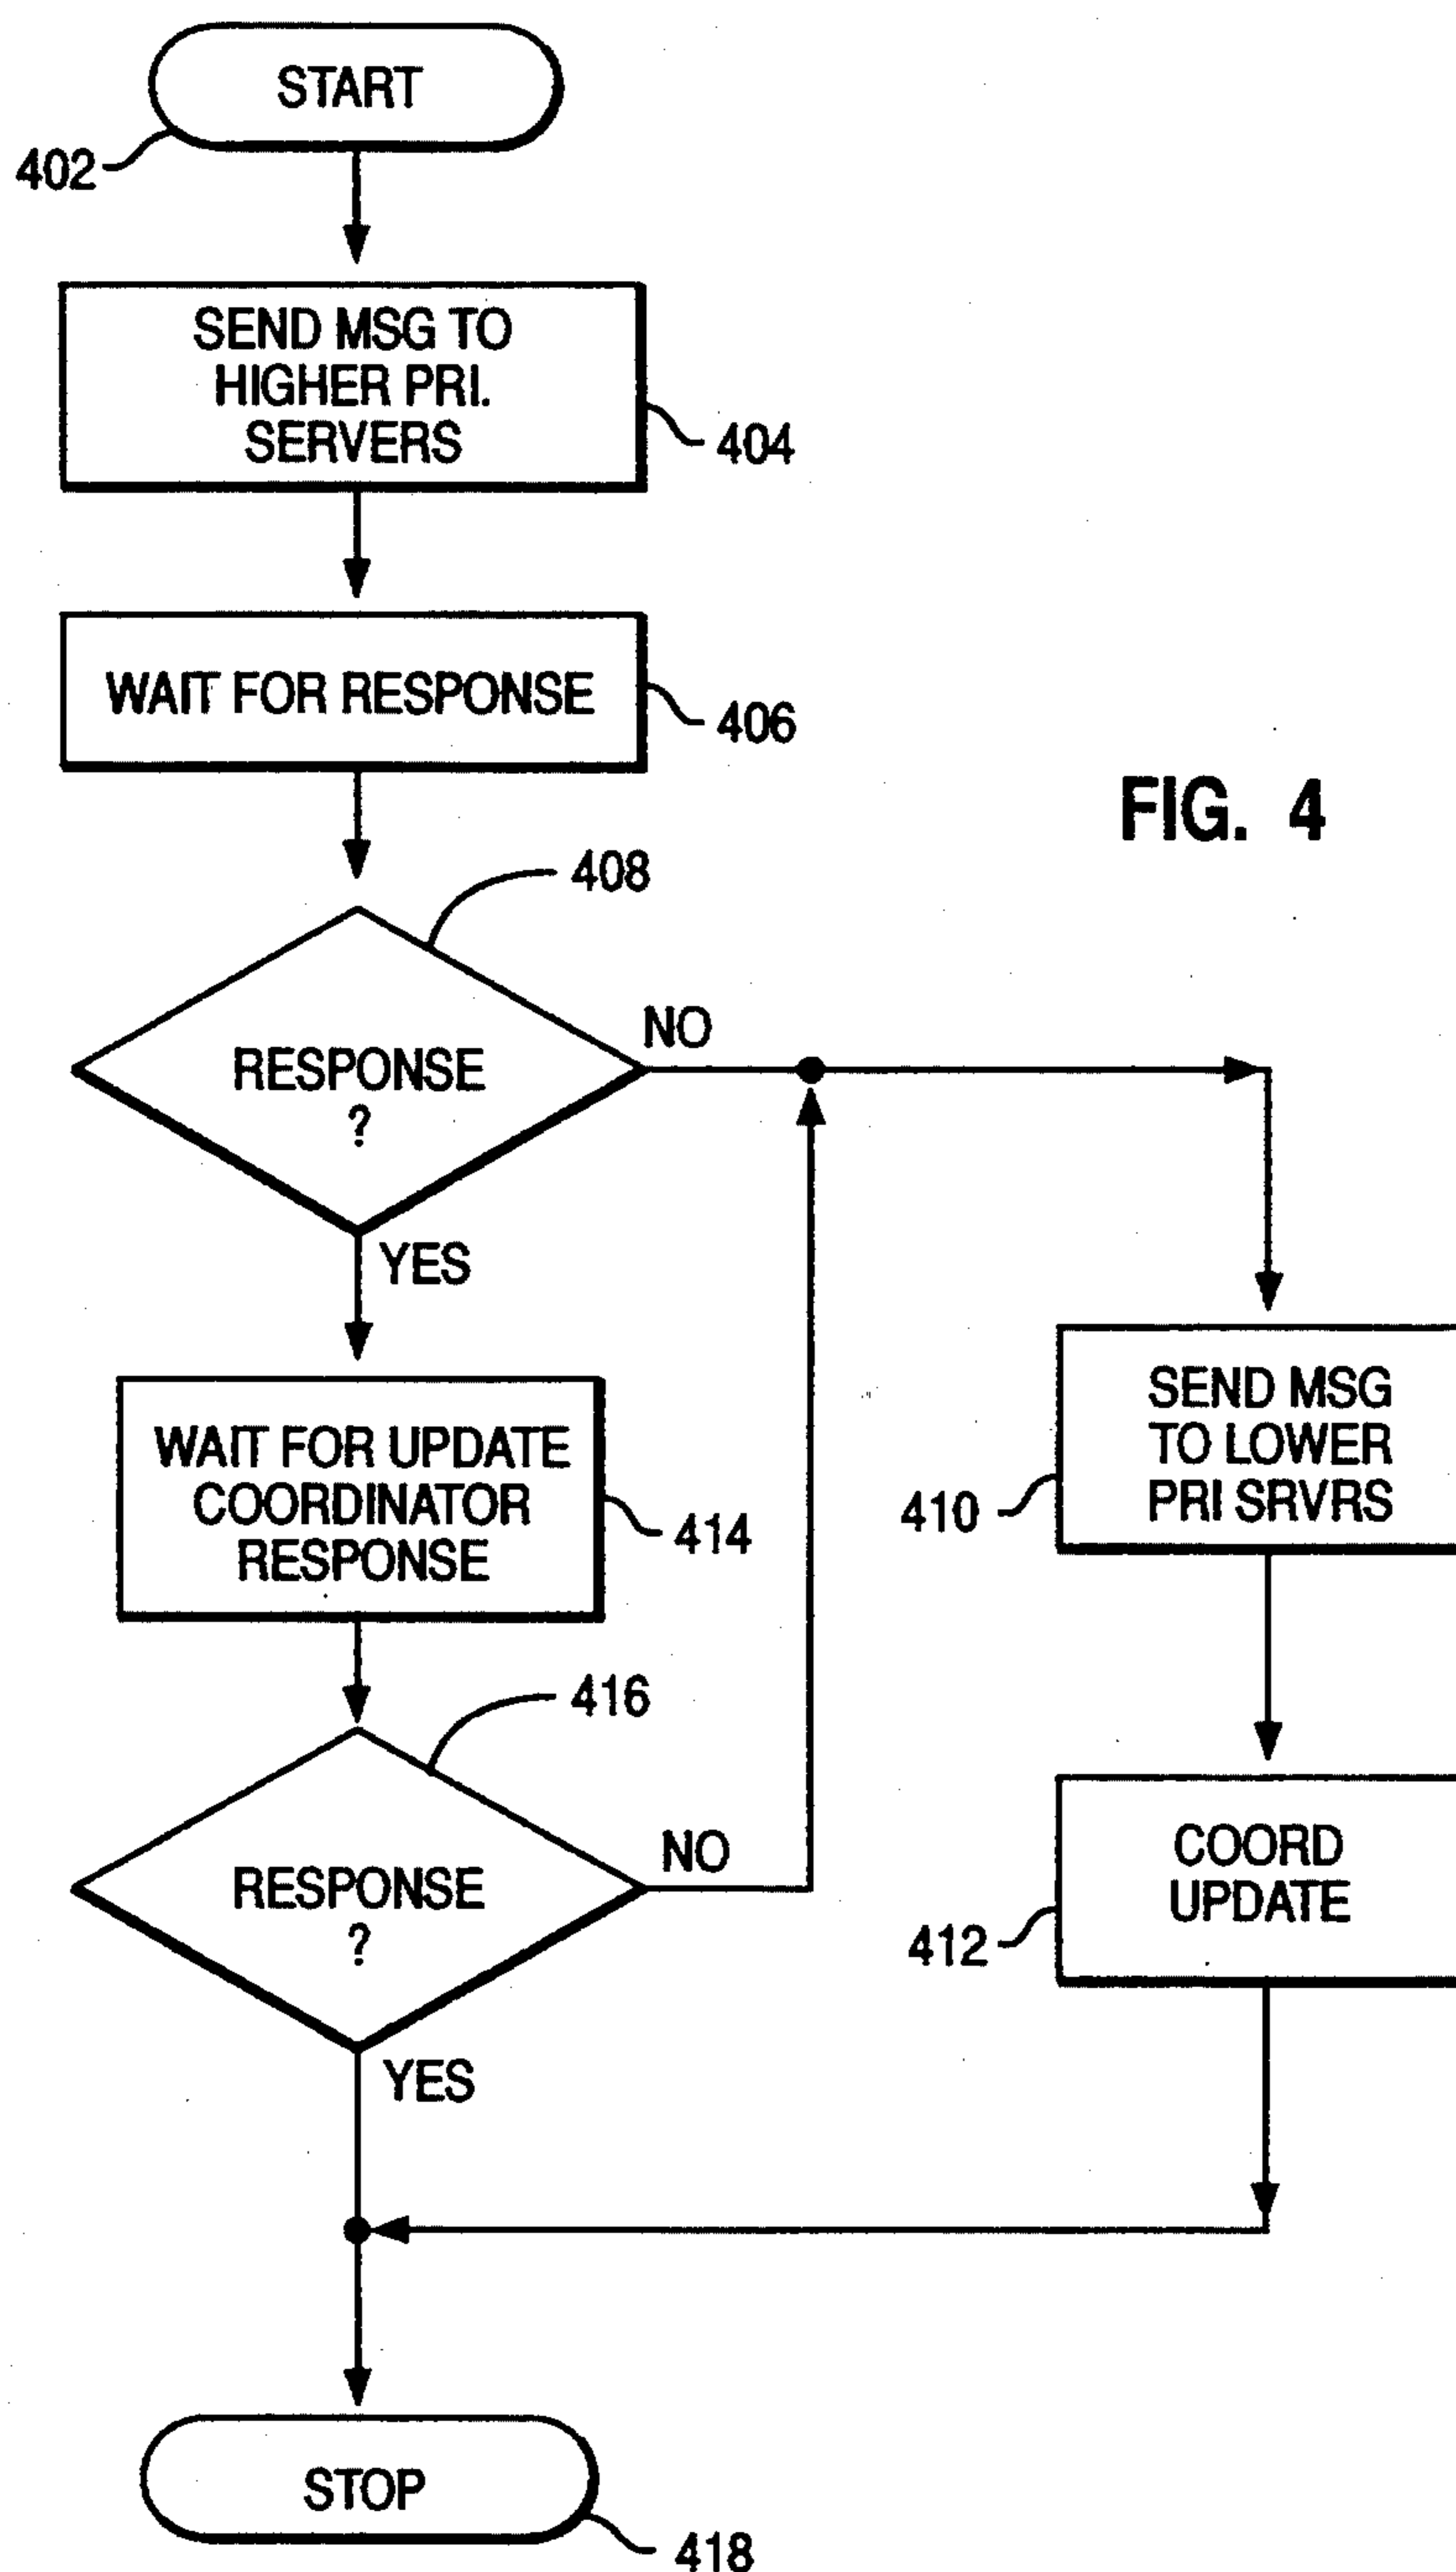 START
402
SEND MSG TO
HIGHER PRI.
SERVERS
404
WAIT FOR RESPONSE
406
FIG. 4
408
RESPONSE
?
NO
YES
SEND MSG
TO LOWER
PRI SRVRS
410
WAIT FOR UPDATE
COORDINATOR
RESPONSE
414
416
RESPONSE
?
NO
YES
COORD
UPDATE
412
STOP
418